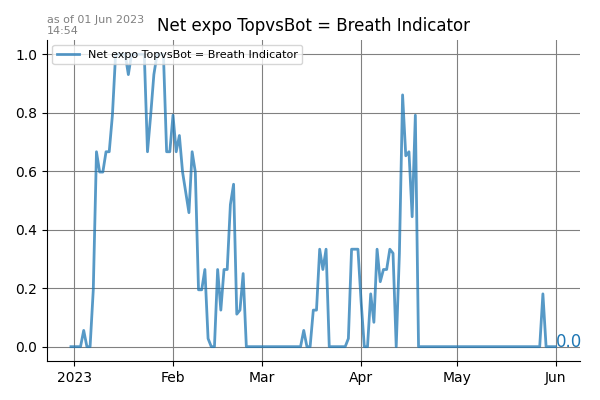 as of 01 Jun 2023
14:54
Net expo TopvsBot = Breath Indicator
Net expo TopvsBot = Breath Indicator
1.0
0.8
0.6
0.4
0.2
0.0
0.0
2023 Feb Mar Apr May Jun